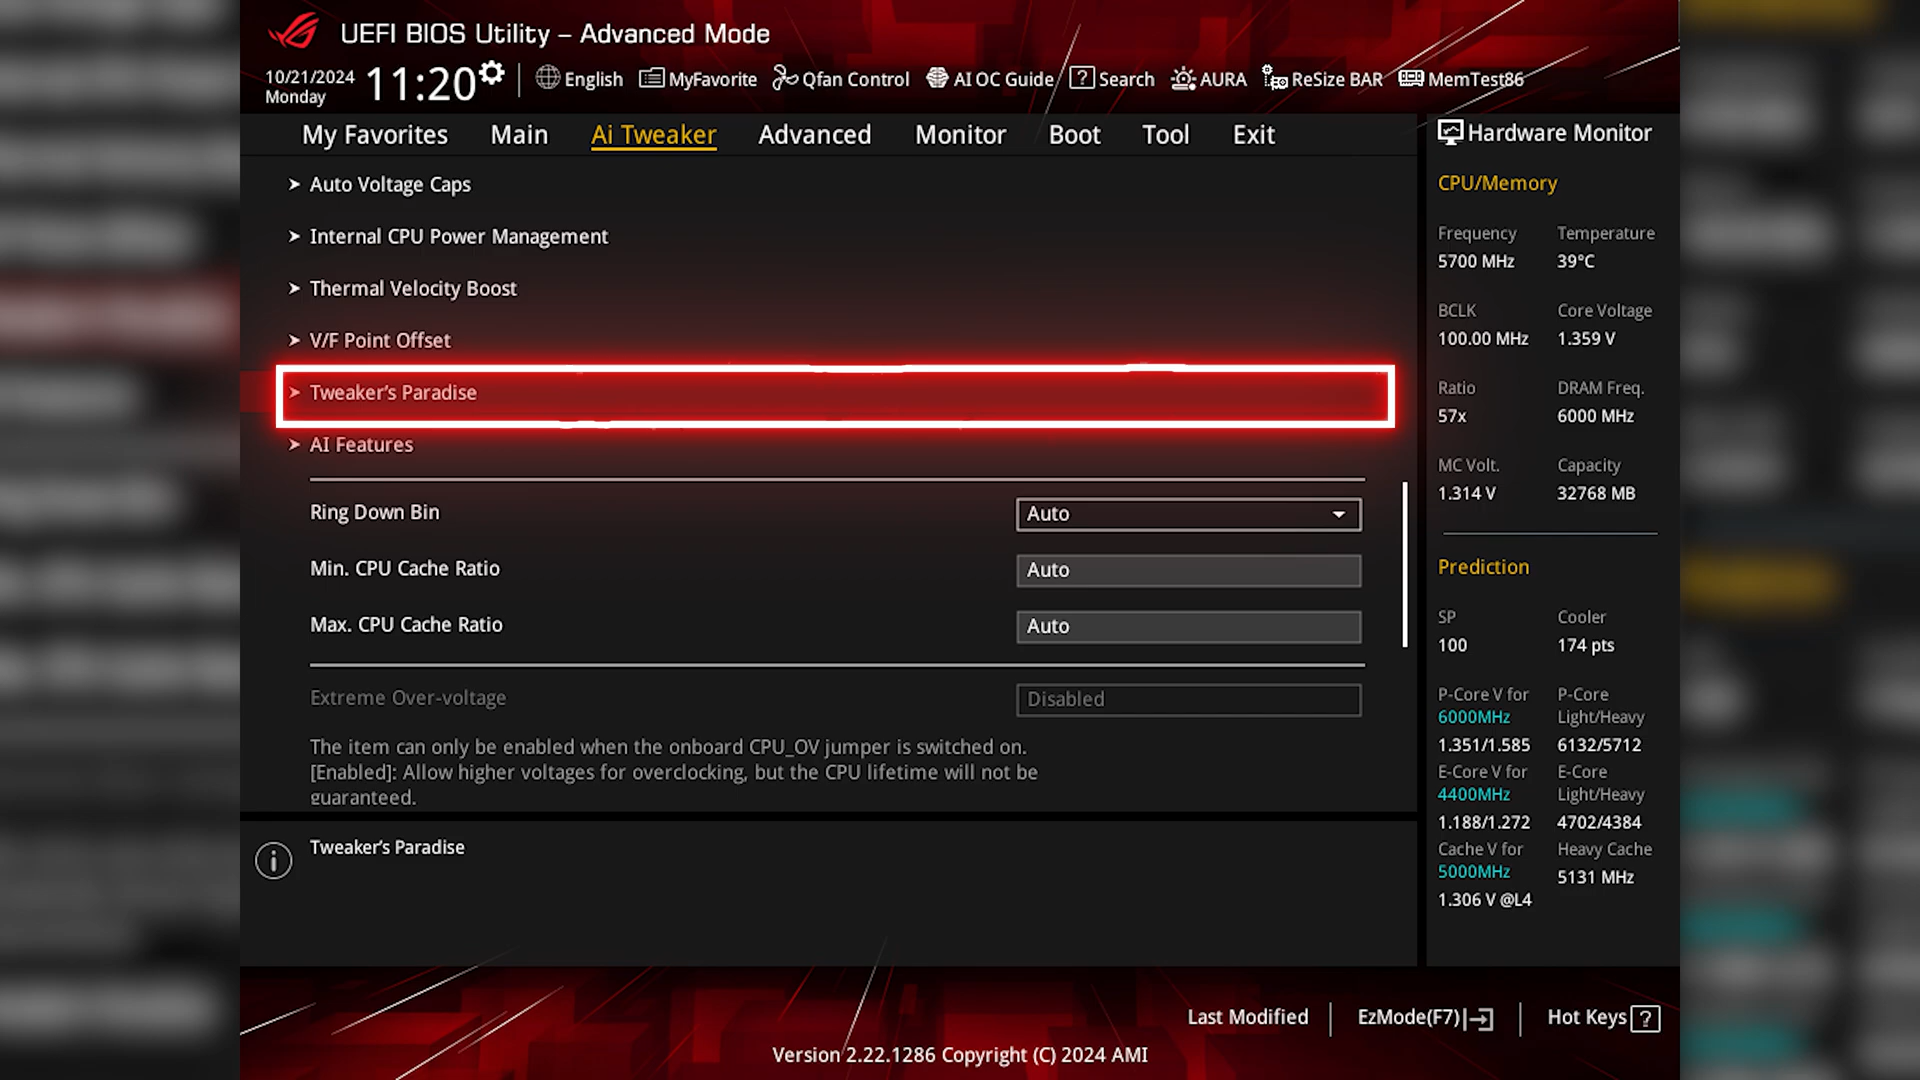 UEFI BIOS Utility – Advanced Mode
10/21/2024
Monday
11:20
English
MyFavorite
Qfan Control
AI OC Guide
? Search
AURA
ReSize BAR
MemTest86
My Favorites
Main
Ai Tweaker
Advanced
Monitor
Boot
Tool
Exit
Auto Voltage Caps
Internal CPU Power Management
Thermal Velocity Boost
V/F Point Offset
Tweaker's Paradise
AI Features
Ring Down Bin
Auto
Min. CPU Cache Ratio
Auto
Max. CPU Cache Ratio
Auto
Extreme Over-voltage
Disabled
The item can only be enabled when the onboard CPU_OV jumper is switched on.
[Enabled]: Allow higher voltages for overclocking, but the CPU lifetime will not be
guaranteed.
i
Tweaker's Paradise
Hardware Monitor
CPU/Memory
Frequency Temperature
5700 MHz 39°C
BCLK Core Voltage
100.00 MHz 1.359 V
Ratio DRAM Freq.
57x 6000 MHz
MC Volt. Capacity
1.314 V 32768 MB
Prediction
SP Cooler
100 174 pts
P-Core V for P-Core
6000MHz Light/Heavy
1.351/1.585 6132/5712
E-Core V for E-Core
4400MHz Light/Heavy
1.188/1.272 4702/4384
Cache V for Heavy Cache
5000MHz 5131 MHz
1.306 V @L4
Last Modified
EzMode(F7)
Hot Keys ?
Version 2.22.1286 Copyright (C) 2024 AMI